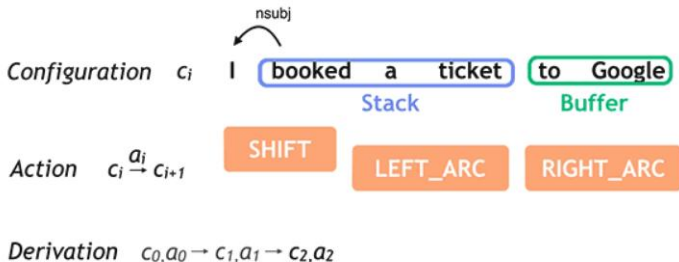 nsubj
Configuration cᵢ I booked a ticket to Google
Stack Buffer
SHIFT
Action cᵢ →aᵢ cᵢ₊₁ LEFT_ARC RIGHT_ARC
Derivation c₀,a₀ → c₁,a₁ → c₂,a₂